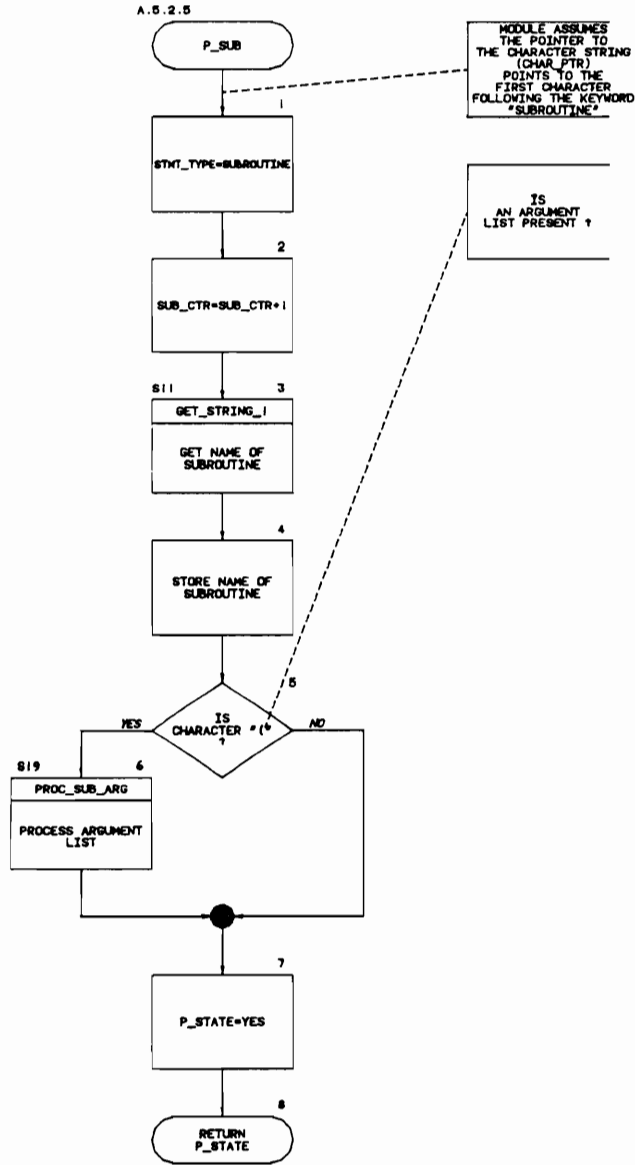 A.5.2.5
P_SUB
MODULE ASSUMES
THE POINTER TO
THE CHARACTER STRING
(CHAR_PTR)
POINTS TO THE
FIRST CHARACTER
FOLLOWING THE KEYWORD
"SUBROUTINE"
1
STMT_TYPE=SUBROUTINE
IS
AN ARGUMENT
LIST PRESENT ?
2
SUB_CTR=SUB_CTR+1
S11
3
GET_STRING_1
GET NAME OF
SUBROUTINE
4
STORE NAME OF
SUBROUTINE
5
IS
CHARACTER "("
?
YES
NO
S19
6
PROC_SUB_ARG
PROCESS ARGUMENT
LIST
7
P_STATE=YES
8
RETURN
P_STATE